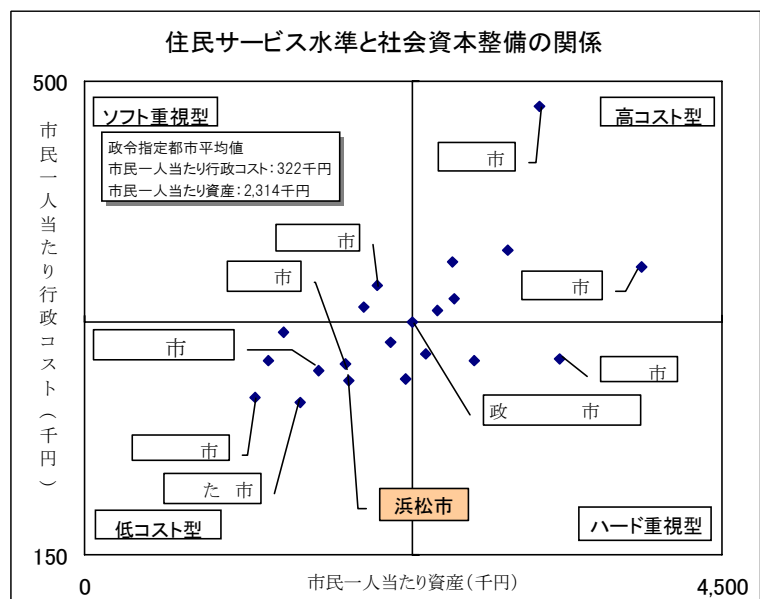 住民サービス水準と社会資本整備の関係
500
ソフト重視型
高コスト型
政令指定都市平均値
市民一人当たり行政コスト：322千円
市民一人当たり資産：2,314千円
市
市
市
市
市
市
政 市
市
た 市
浜松市
低コスト型
ハード重視型
市民一人当たり行政コスト（千円）
150
0
市民一人当たり資産（千円）
4,500